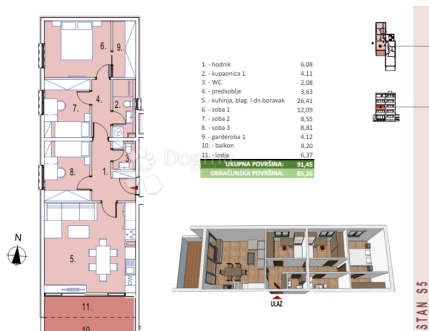 1. - hodnik 6,08
2. - kupaonica 1 4,11
3. - WC 2,08
4. - predsoblje 3,63
5. - kuhinja, blag. I dn.boravak 26,41
6. - soba 1 12,09
7. - soba 2 8,55
8. - soba 3 8,81
9. - garderoba 1 4,12
10. - balkon 9,20
11. - lođa 6,37
UKUPNA POVRŠINA: 91,45
OBRAČUNSKA POVRŠINA: 85,26
6.
9.
4.
2.
7.
3.
8.
1.
5.
11.
10.
N
ULAZ
STAN S5